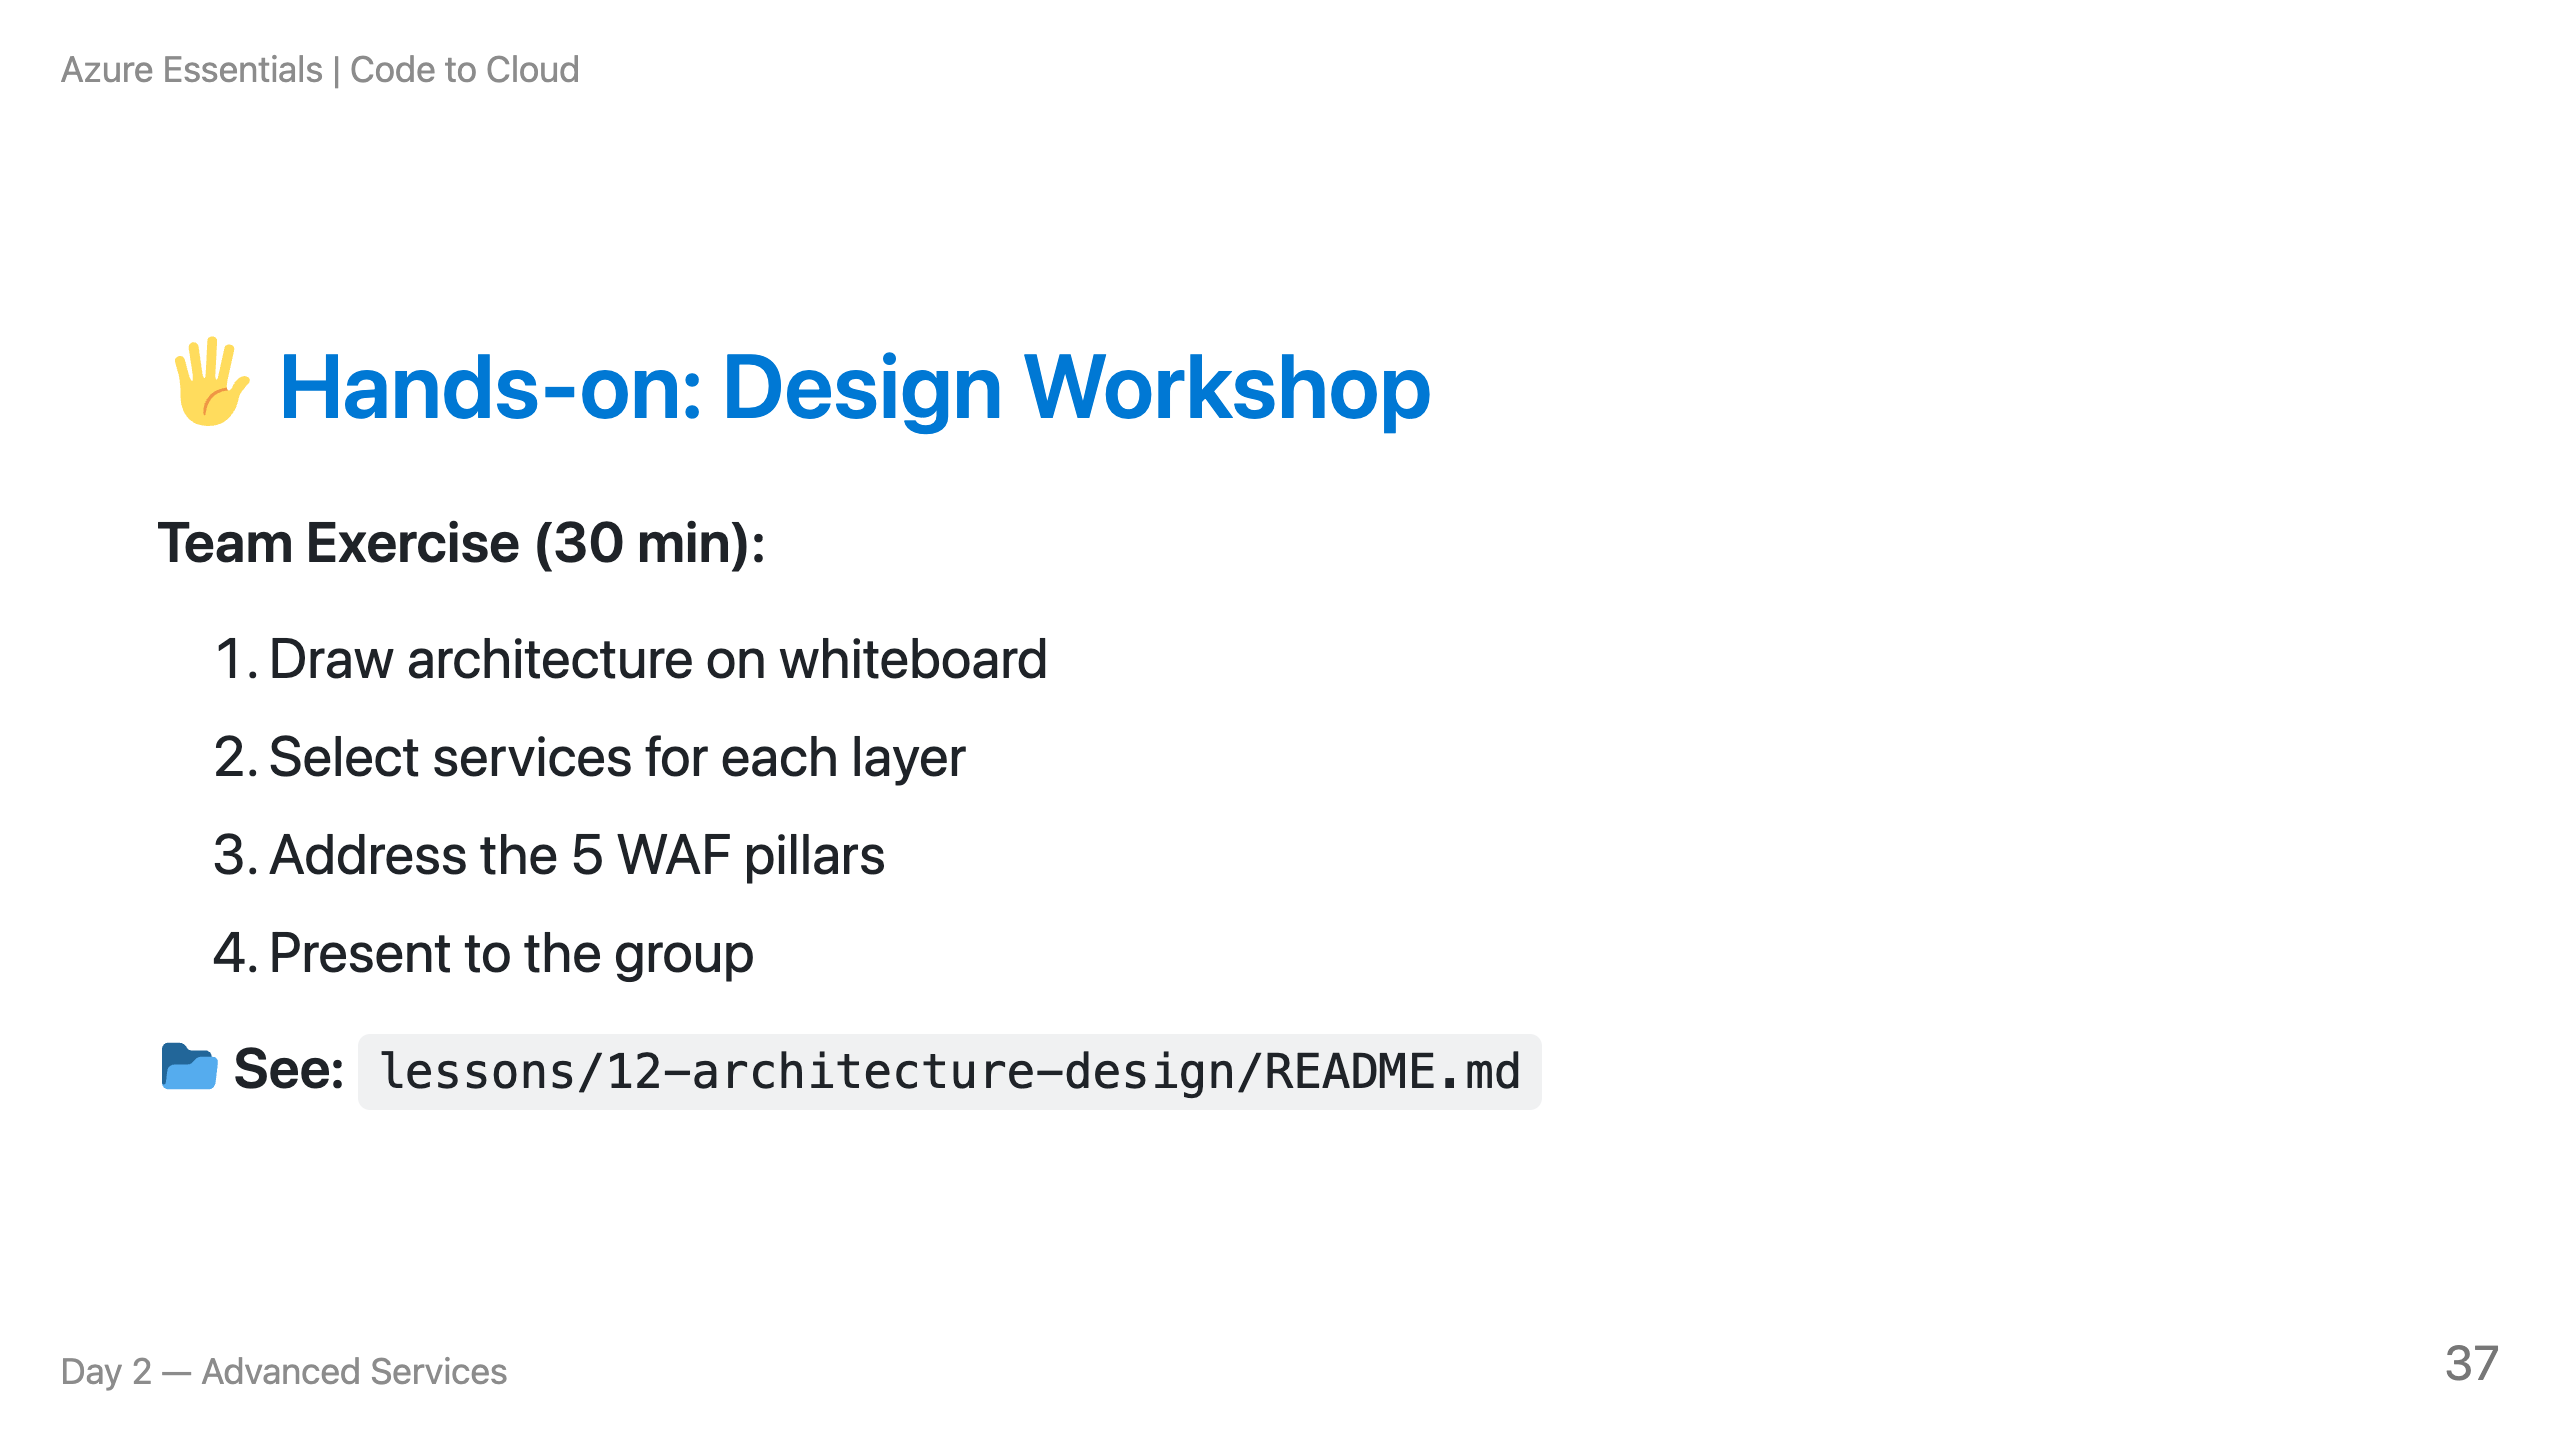 Azure Essentials | Code to Cloud
🖐 Hands-on: Design Workshop
Team Exercise (30 min):
1. Draw architecture on whiteboard
2. Select services for each layer
3. Address the 5 WAF pillars
4. Present to the group
📂 See: lessons/12-architecture-design/README.md
Day 2 — Advanced Services
37